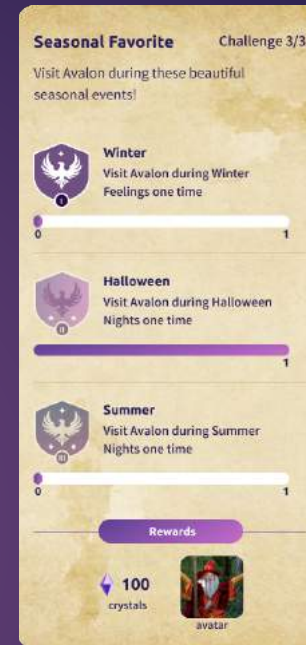 Seasonal Favorite Challenge 3/3
Visit Avalon during these beautiful
seasonal events!
Winter
Visit Avalon during Winter
Feelings one time
I
0 1
Halloween
Visit Avalon during Halloween
Nights one time
II
1
Summer
Visit Avalon during Summer
Nights one time
III
0 1
Rewards
100
crystals
avatar